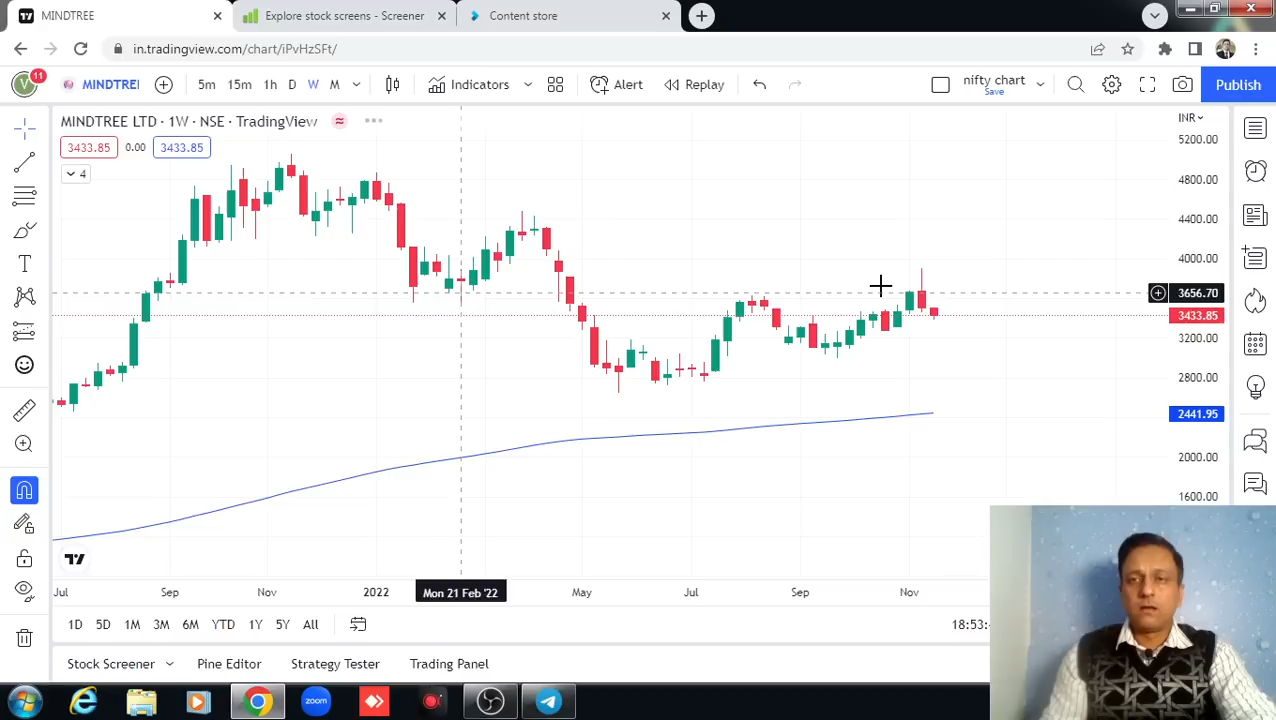 MINDTREE
Explore stock screens - Screener
Content store
in.tradingview.com/chart/iPvHzSFt/
V
11
MINDTREI
5m
15m
1h
D
W
M
Indicators
Alert
Replay
nifty chart
Save
Publish
MINDTREE LTD · 1W · NSE · TradingView
INR
3433.85
0.00
3433.85
4
5200.00
4800.00
4400.00
4000.00
3656.70
3433.85
3200.00
2800.00
2441.95
2000.00
1600.00
Jul
Sep
Nov
2022
Mon 21 Feb '22
May
Jul
Sep
Nov
1D
5D
1M
3M
6M
YTD
1Y
5Y
All
18:53:
Stock Screener
Pine Editor
Strategy Tester
Trading Panel
zoom